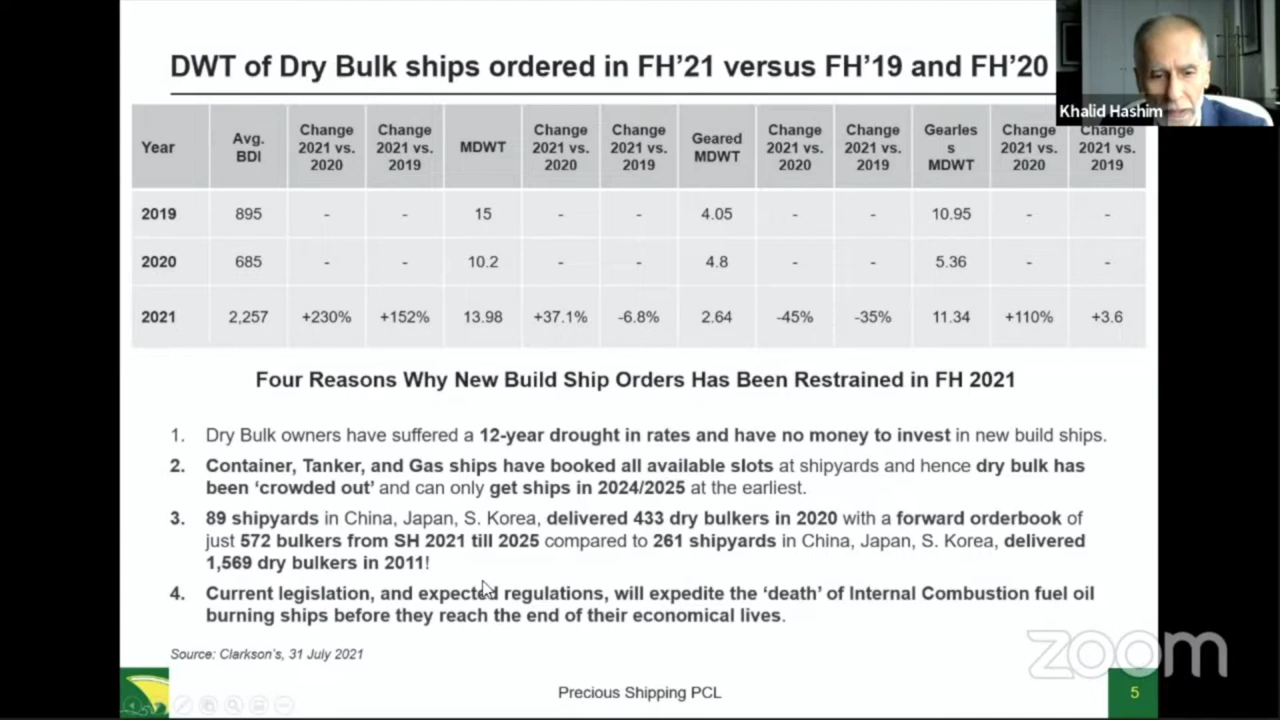 DWT of Dry Bulk ships ordered in FH'21 versus FH'19 and FH'20
Khalid Hashim
Year Avg. BDI Change 2021 vs. 2020 Change 2021 vs. 2019 MDWT Change 2021 vs. 2020 Change 2021 vs. 2019 Geared MDWT Change 2021 vs. 2020 Change 2021 vs. 2019 Gearles s MDWT Change 2021 vs. 2020 Change 2021 vs. 2019
2019 895 - - 15 - - 4.05 - - 10.95 - -
2020 685 - - 10.2 - - 4.8 - - 5.36 - -
2021 2,257 +230% +152% 13.98 +37.1% -6.8% 2.64 -45% -35% 11.34 +110% +3.6
Four Reasons Why New Build Ship Orders Has Been Restrained in FH 2021
1. Dry Bulk owners have suffered a 12-year drought in rates and have no money to invest in new build ships.
2. Container, Tanker, and Gas ships have booked all available slots at shipyards and hence dry bulk has
been 'crowded out' and can only get ships in 2024/2025 at the earliest.
3. 89 shipyards in China, Japan, S. Korea, delivered 433 dry bulkers in 2020 with a forward orderbook of
just 572 bulkers from SH 2021 till 2025 compared to 261 shipyards in China, Japan, S. Korea, delivered
1,569 dry bulkers in 2011!
4. Current legislation, and expected regulations, will expedite the 'death' of Internal Combustion fuel oil
burning ships before they reach the end of their economical lives.
Source: Clarkson's, 31 July 2021
zoom
Precious Shipping PCL
5